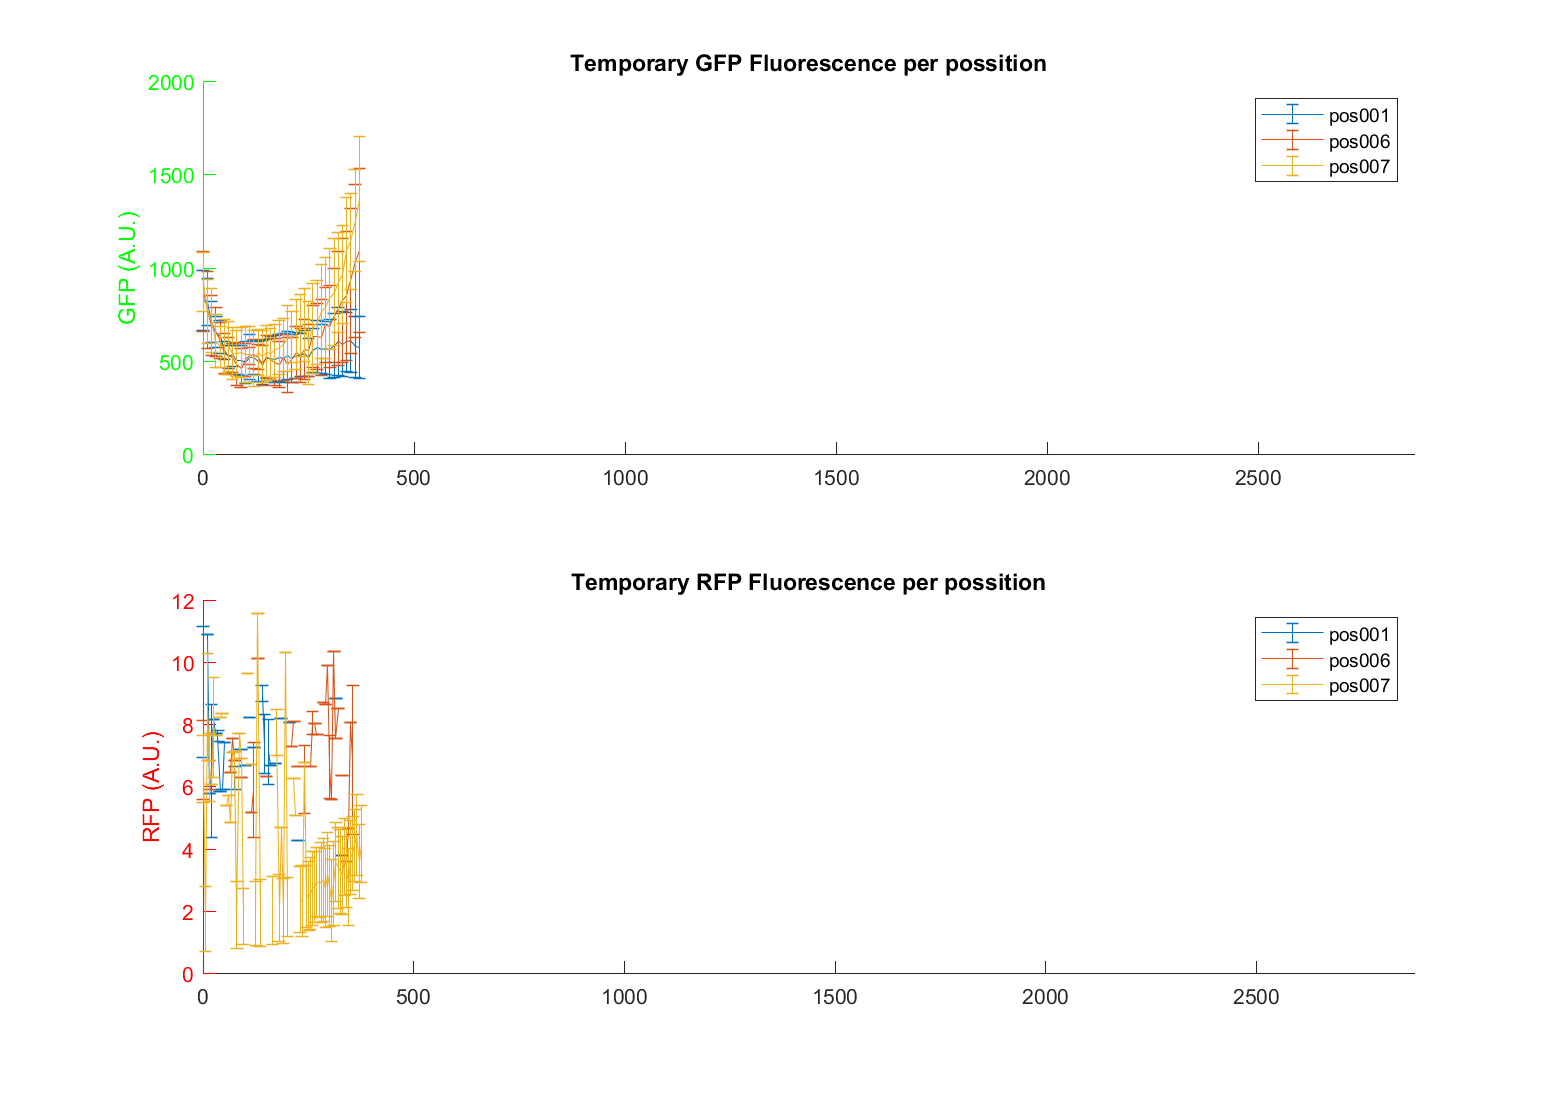 Temporary GFP Fluorescence per possition
2000
1500
1000
500
0
GFP (A.U.)
pos001
pos006
pos007
0 500 1000 1500 2000 2500
Temporary RFP Fluorescence per possition
12
10
8
6
4
2
0
RFP (A.U.)
pos001
pos006
pos007
0 500 1000 1500 2000 2500